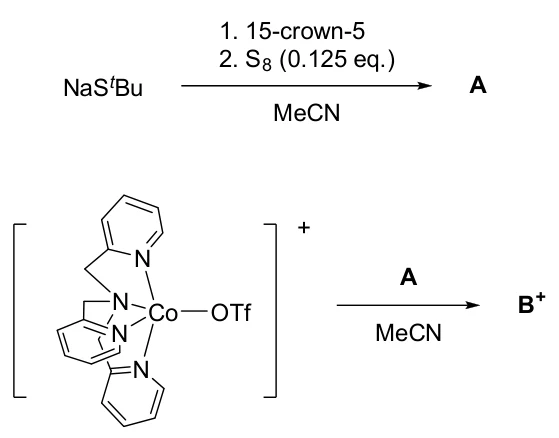 1. 15-crown-5
2. S₈ (0.125 eq.)
NaSᵗBu
A
MeCN
+
N
N
Co
OTf
N
N
A
MeCN
B⁺